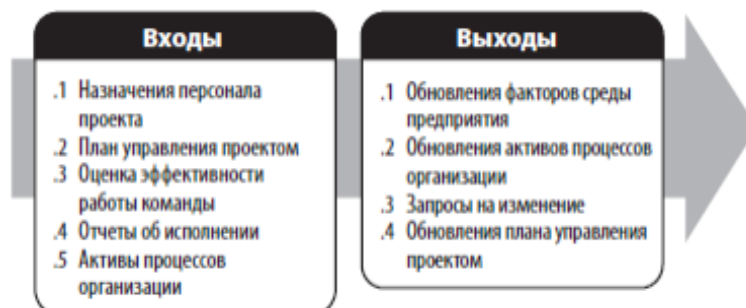 Входы
.1 Назначения персонала
проекта
.2 План управления проектом
.3 Оценка эффективности
работы команды
.4 Отчеты об исполнении
.5 Активы процессов
организации
Выходы
.1 Обновления факторов среды
предприятия
.2 Обновления активов процессов
организации
.3 Запросы на изменение
.4 Обновления плана управления
проектом